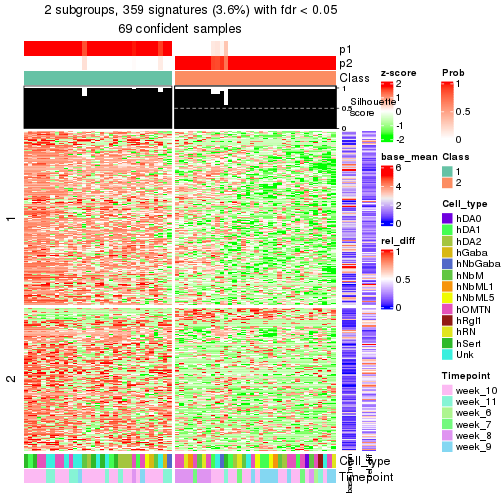 2 subgroups, 359 signatures (3.6%) with fdr < 0.05
69 confident samples
p1
p2
Class
1
0.5
0
Silhouette
score
1
2
Cell_type
Timepoint
base_mean
rel_diff
z-score
2
1
0
-1
-2
base_mean
6
4
2
0
rel_diff
1
0.5
0
Prob
1
0.5
0
Class
1
2
Cell_type
hDA0
hDA1
hDA2
hGaba
hNbGaba
hNbM
hNbML1
hNbML5
hOMTN
hRgl1
hRN
hSert
Unk
Timepoint
week_10
week_11
week_6
week_7
week_8
week_9